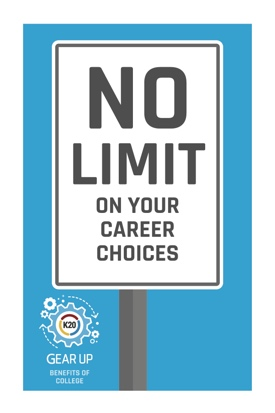 NO
LIMIT
ON YOUR
CAREER
CHOICES
K20
GEAR UP
BENEFITS OF
COLLEGE